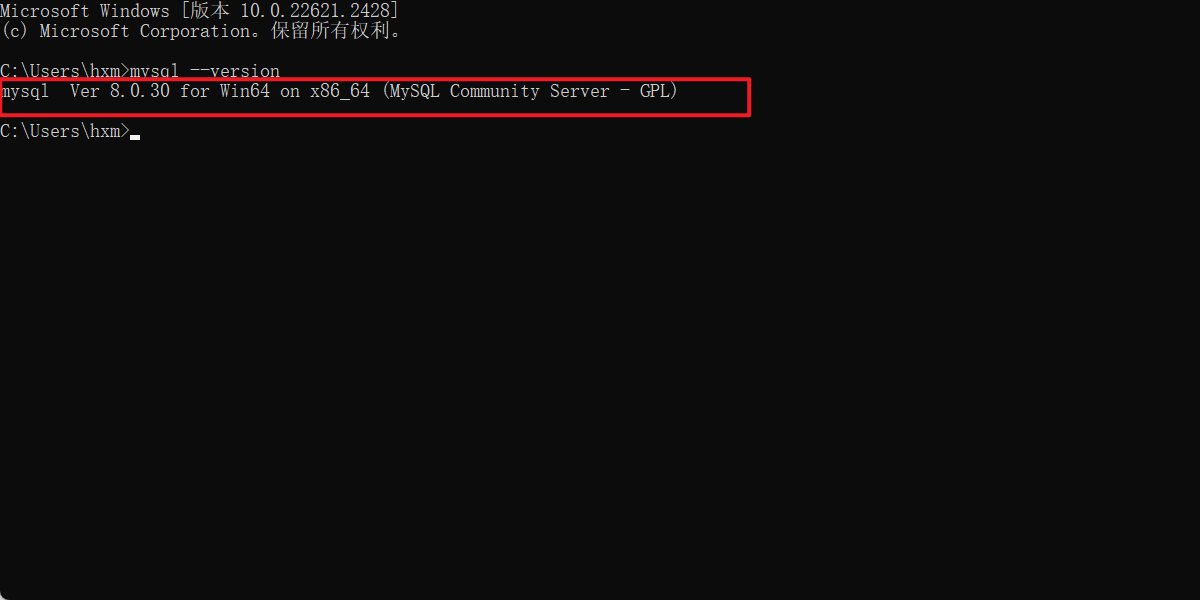 Microsoft Windows [版本 10.0.22621.2428]
(c) Microsoft Corporation。保留所有权利。
C:\Users\hxm>mysql --version
mysql  Ver 8.0.30 for Win64 on x86_64 (MySQL Community Server - GPL)
C:\Users\hxm>